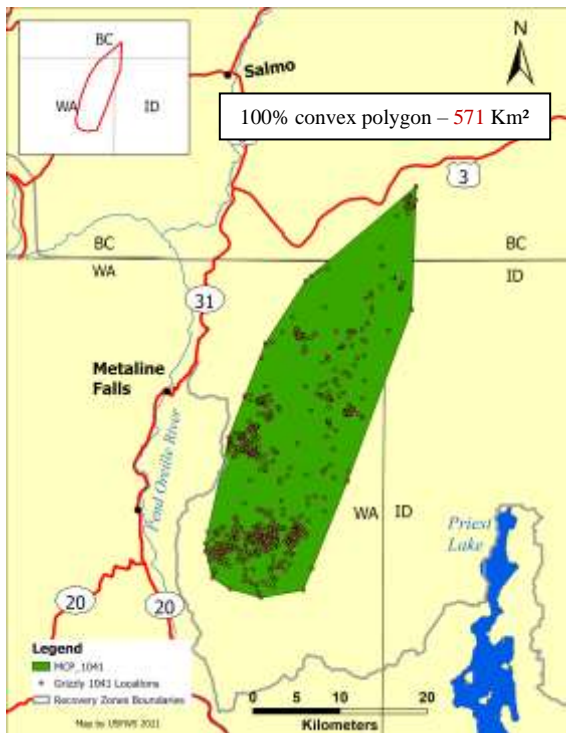 BC
WA
ID
N
Salmo
100% convex polygon – 571 Km²
3
BC
WA
BC
ID
31
Metaline
Falls
Pend Oreille River
WA
ID
Priest
Lake
20
20
Legend
MCP_1041
Grizzly 1041 Locations
Recovery Zones Boundaries
Map by USFWS 2021
0 5 10 20
Kilometers